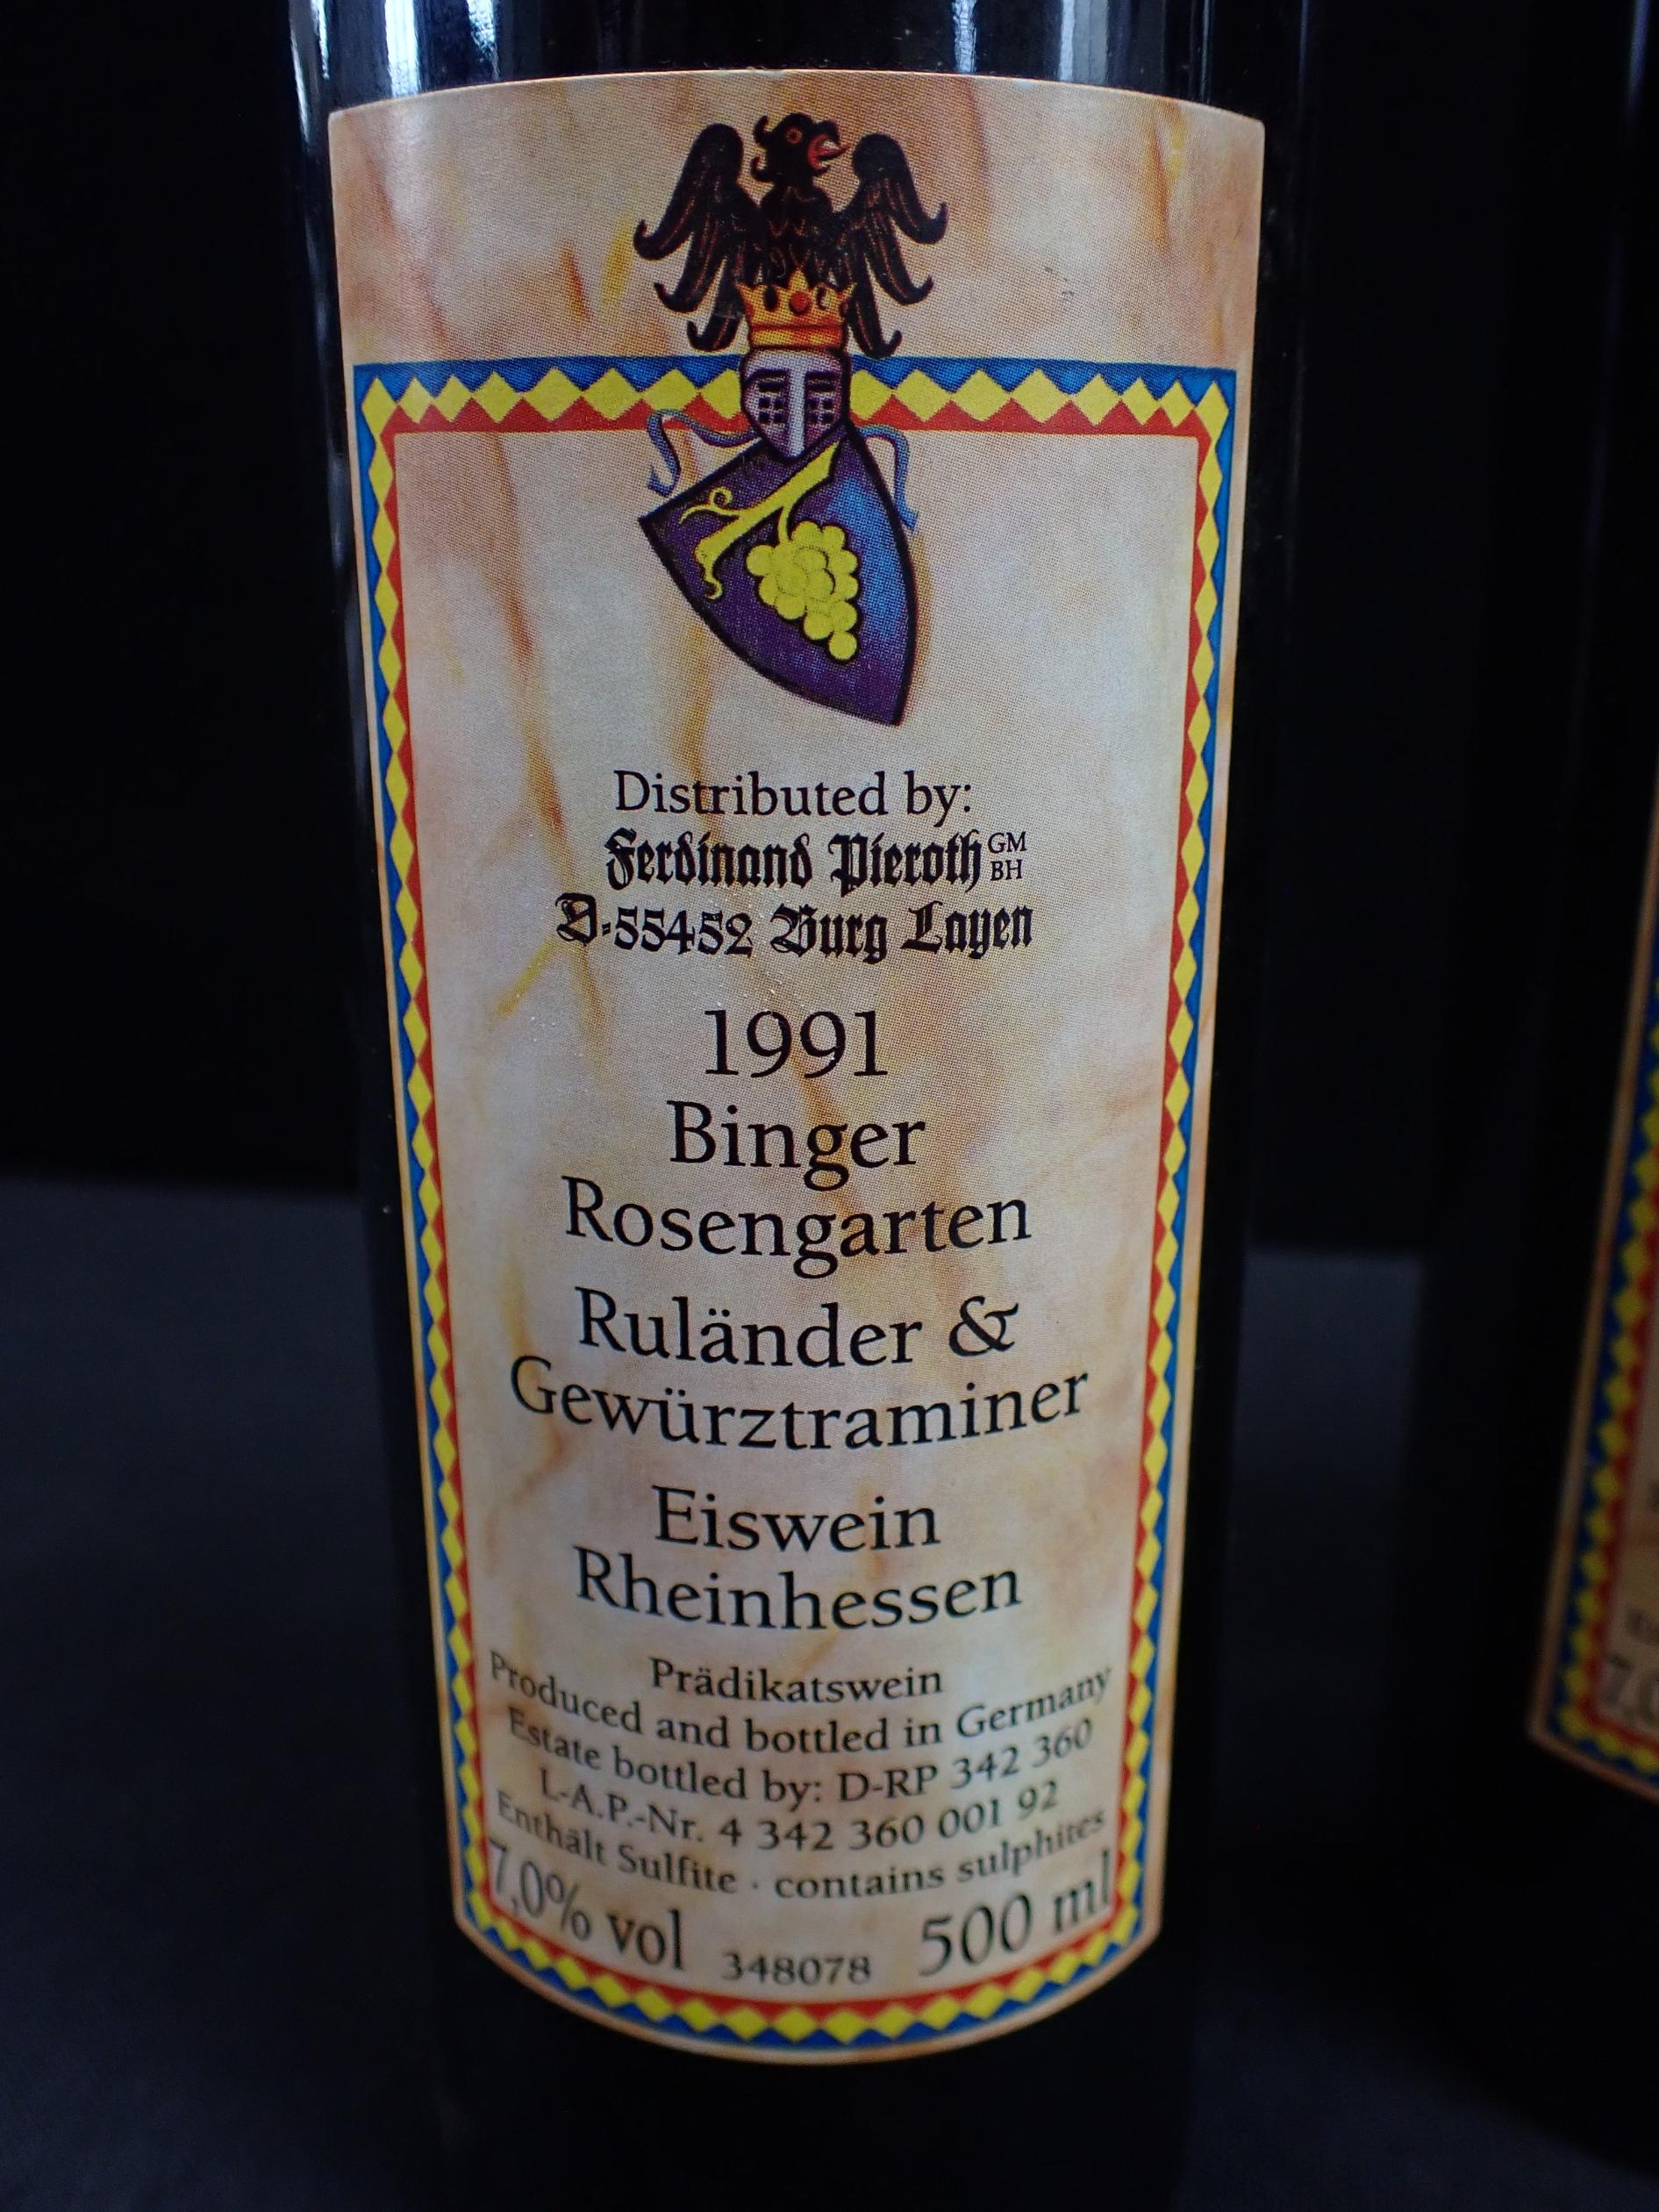 Distributed by:
Ferdinand Pieroth GM BH
D-55452 Burg Layen
1991
Binger
Rosengarten
Ruländer &
Gewürztraminer
Eiswein
Rheinhessen
Prädikatswein
Produced and bottled in Germany
Estate bottled by: D-RP 342 360
L-A.P.-Nr. 4 342 360 001 92
Enthält Sulfite · contains sulphites
7,0% vol 348078 500 ml